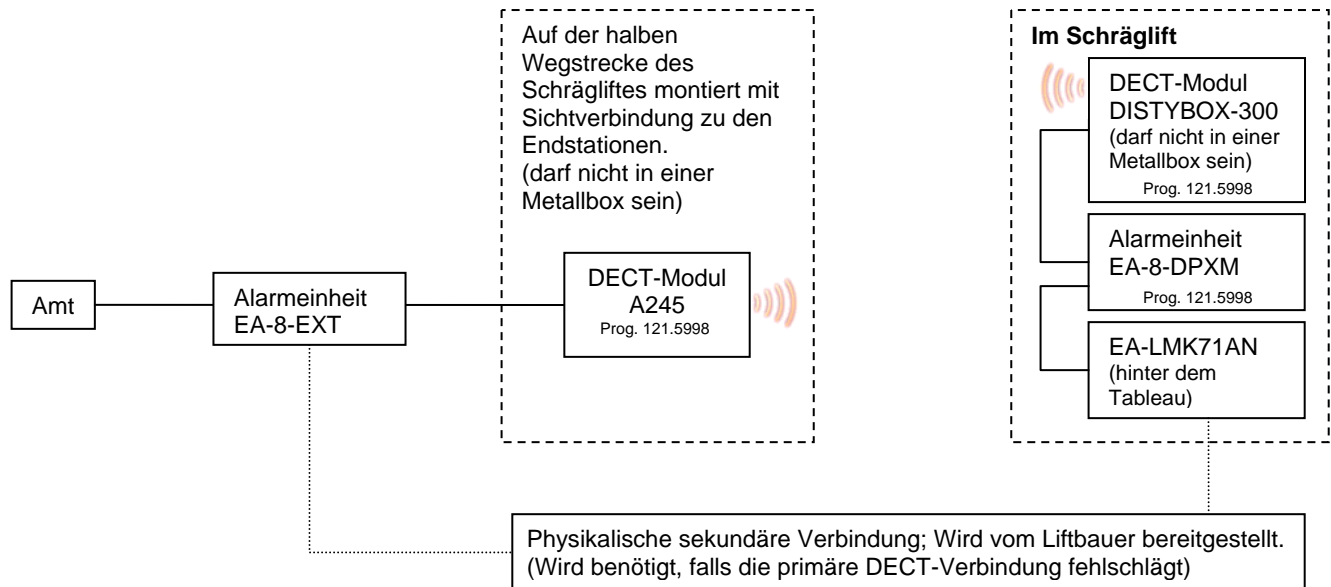 Amt
Alarmeinheit
EA-8-EXT
Auf der halben
Wegstrecke des
Schrägliftes montiert mit
Sichtverbindung zu den
Endstationen.
(darf nicht in einer
Metallbox sein)
DECT-Modul
A245
Prog. 121.5998
Im Schräglift
DECT-Modul
DISTYBOX-300
(darf nicht in einer
Metallbox sein)
Prog. 121.5998
Alarmeinheit
EA-8-DPXM
Prog. 121.5998
EA-LMK71AN
(hinter dem
Tableau)
Physikalische sekundäre Verbindung; Wird vom Liftbauer bereitgestellt.
(Wird benötigt, falls die primäre DECT-Verbindung fehlschlägt)